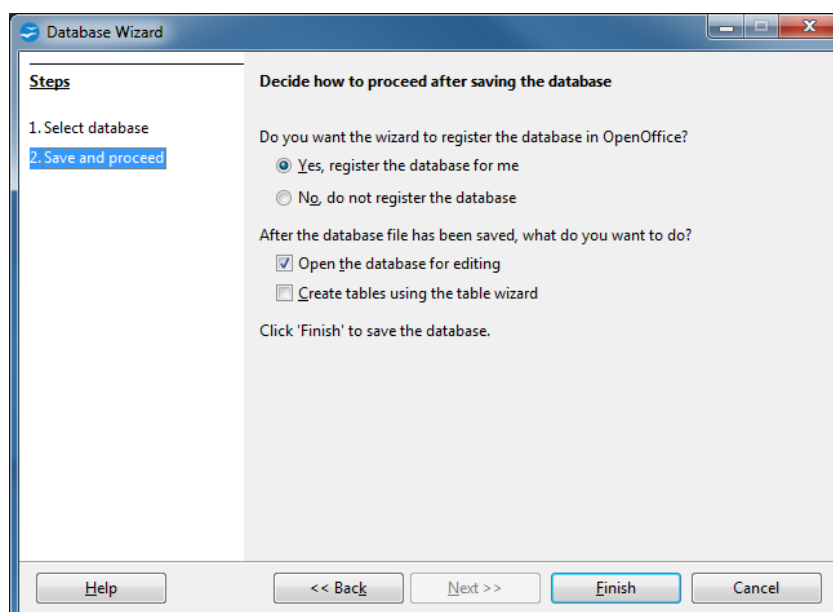 Database Wizard
Steps
1. Select database
2. Save and proceed
Decide how to proceed after saving the database
Do you want the wizard to register the database in OpenOffice?
Yes, register the database for me
No, do not register the database
After the database file has been saved, what do you want to do?
Open the database for editing
Create tables using the table wizard
Click 'Finish' to save the database.
Help
<< Back
Next >>
Finish
Cancel